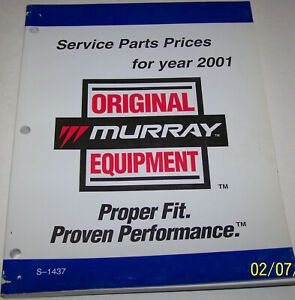 Service Parts Prices
for year 2001
ORIGINAL
MURRAY
EQUIPMENT
™
Proper Fit.
Proven Performance.™
S–1437
02/07